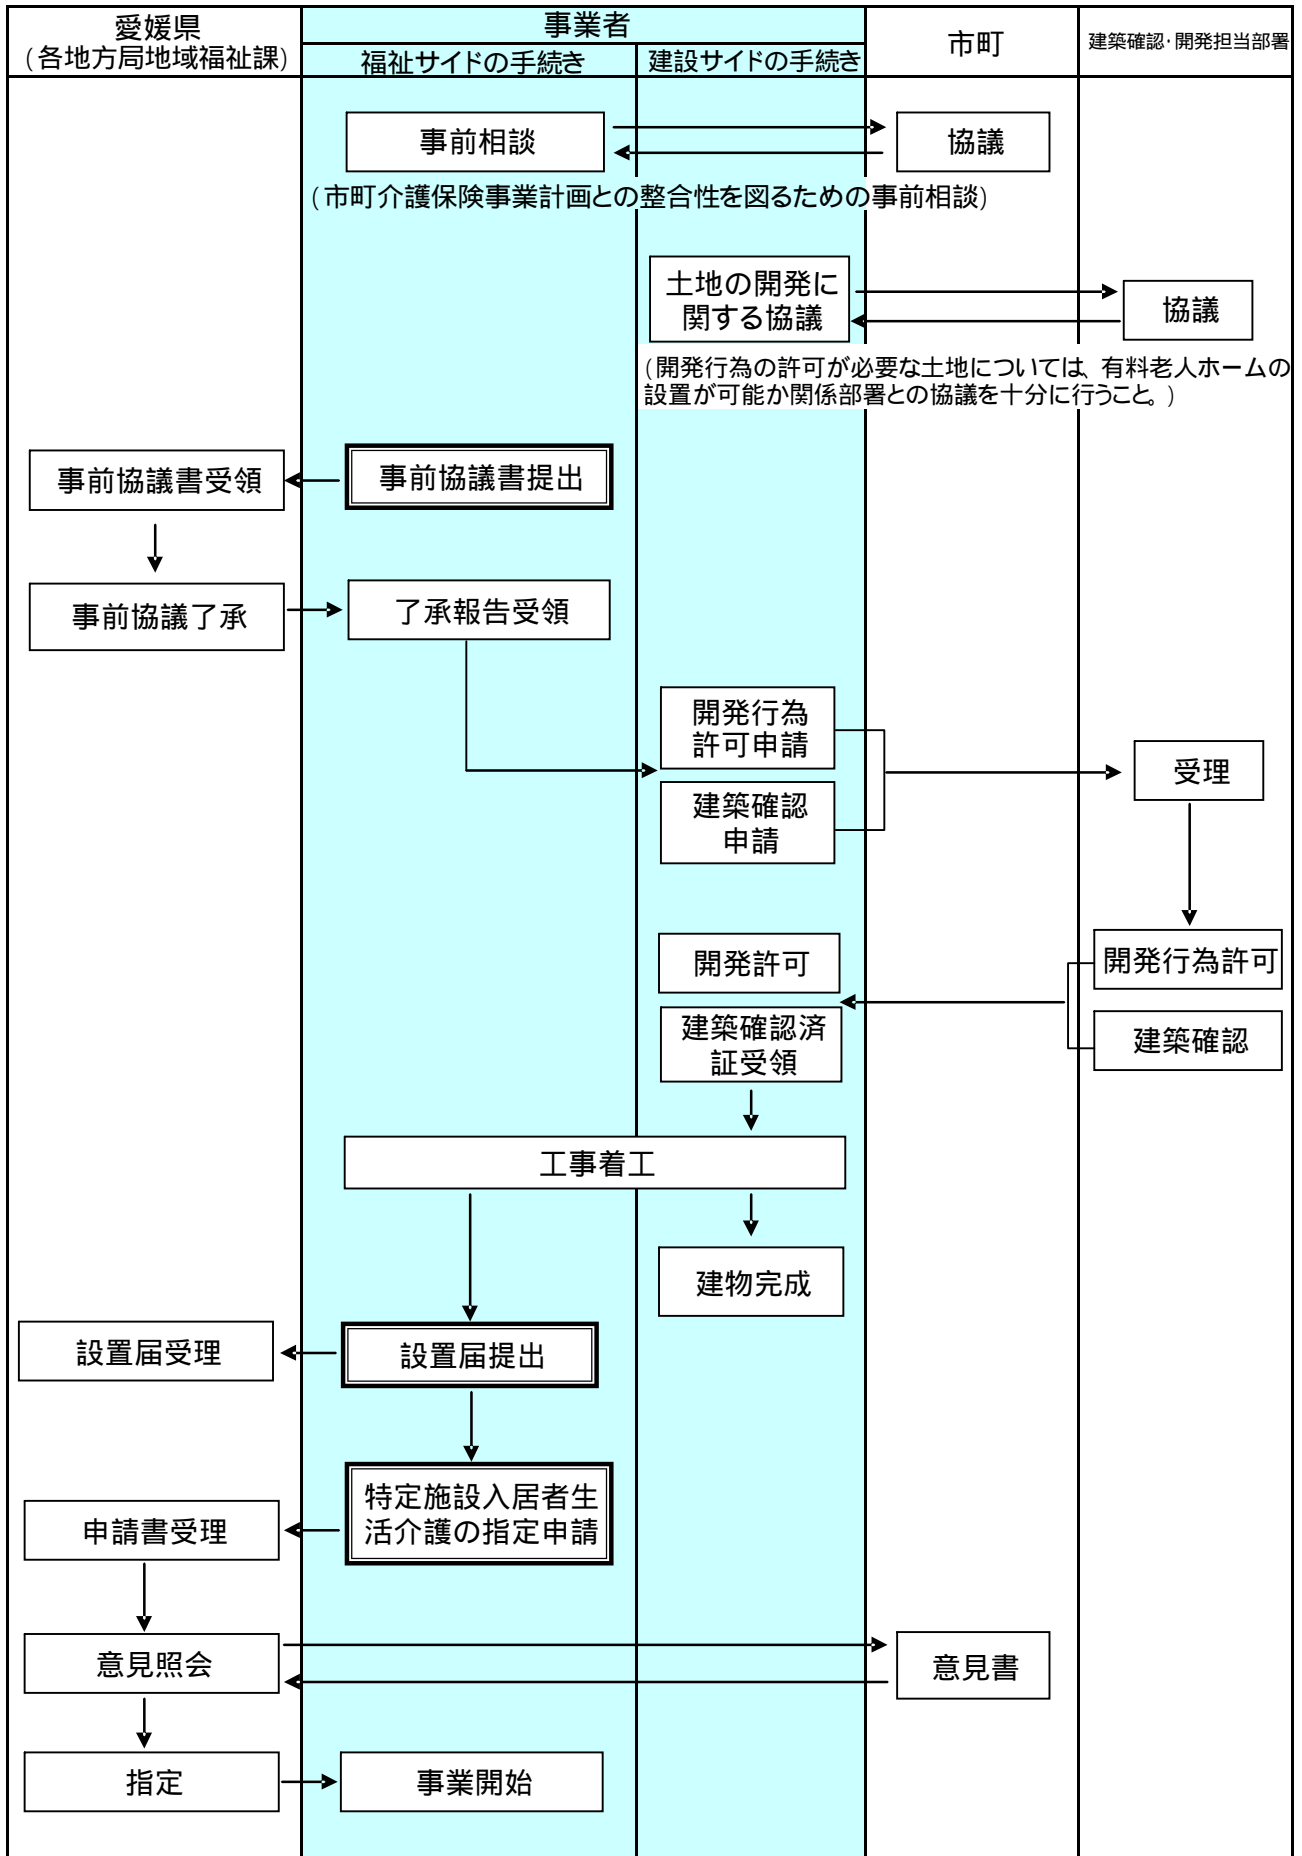 愛媛県
(各地方局地域福祉課)
事業者
福祉サイドの手続き
建設サイドの手続き
市町
建築確認・開発担当部署
事前相談
協議
(市町介護保険事業計画との整合性を図るための事前相談)
土地の開発に
関する協議
協議
(開発行為の許可が必要な土地については、有料老人ホームの
設置が可能か関係部署との協議を十分に行うこと。)
事前協議書受領
事前協議書提出
事前協議了承
了承報告受領
開発行為
許可申請
建築確認
申請
受理
開発許可
建築確認済
証受領
開発行為許可
建築確認
工事着工
建物完成
設置届受理
設置届提出
特定施設入居者生
活介護の指定申請
申請書受理
意見照会
意見書
指定
事業開始